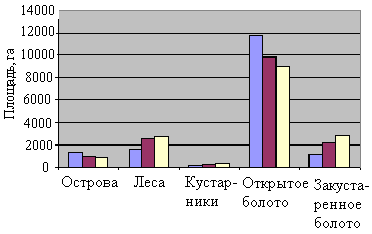 Площадь, га
14000
12000
10000
8000
6000
4000
2000
0
Острова
Леса
Кустар-
ники
Открытое
болото
Закуста-
ренное
болото